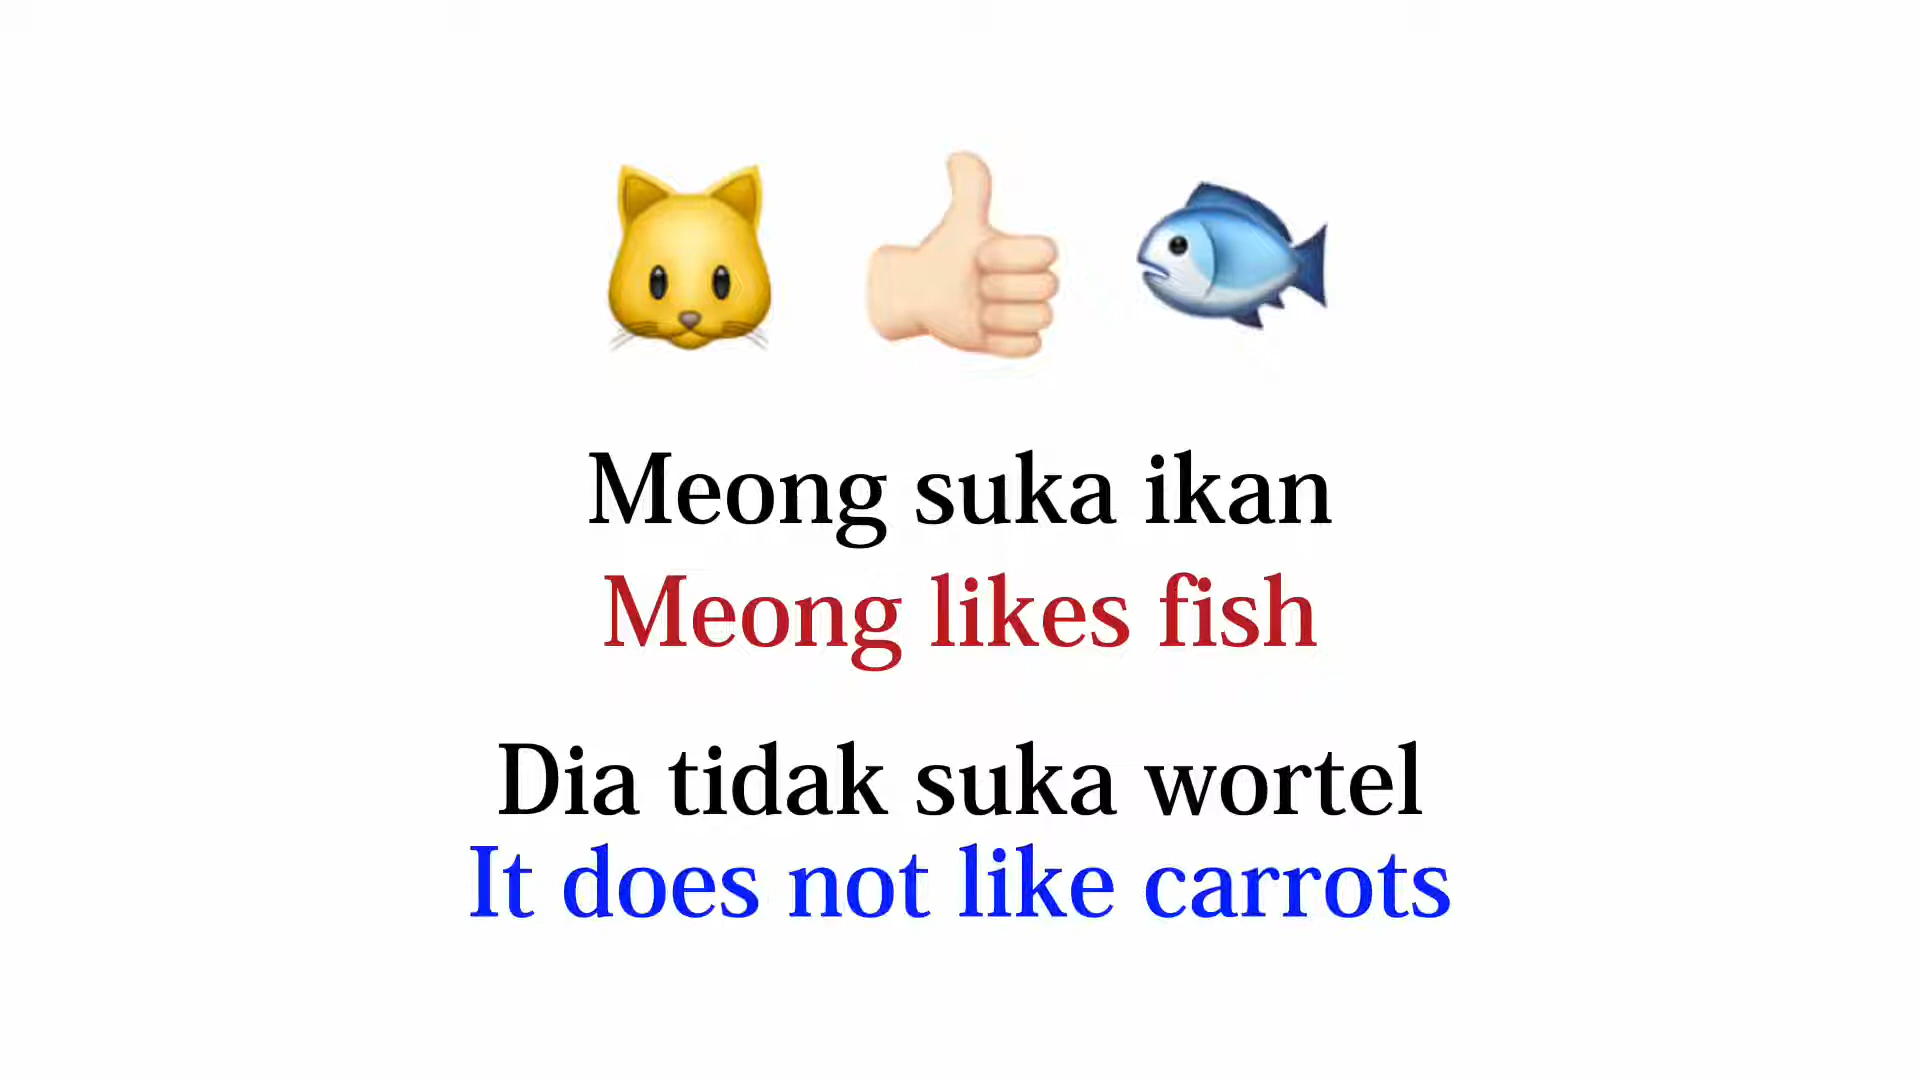 Meong suka ikan
Meong likes fish
Dia tidak suka wortel
It does not like carrots